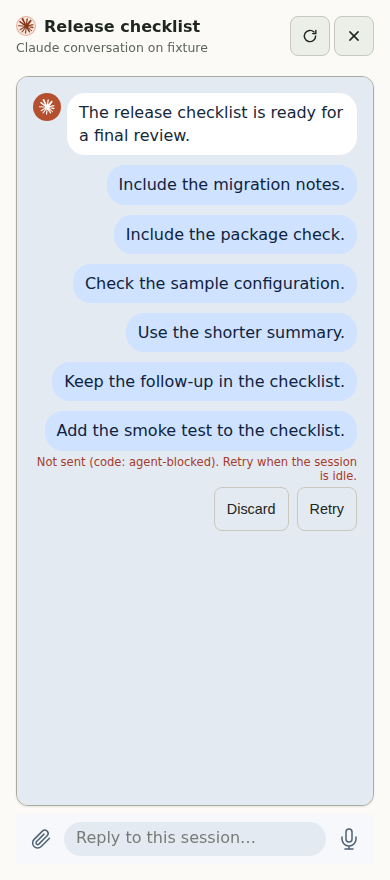 Release checklist
Claude conversation on fixture
The release checklist is ready for
a final review.
Include the migration notes.
Include the package check.
Check the sample configuration.
Use the shorter summary.
Keep the follow-up in the checklist.
Add the smoke test to the checklist.
Not sent (code: agent-blocked). Retry when the session
is idle.
Discard
Retry
Reply to this session…